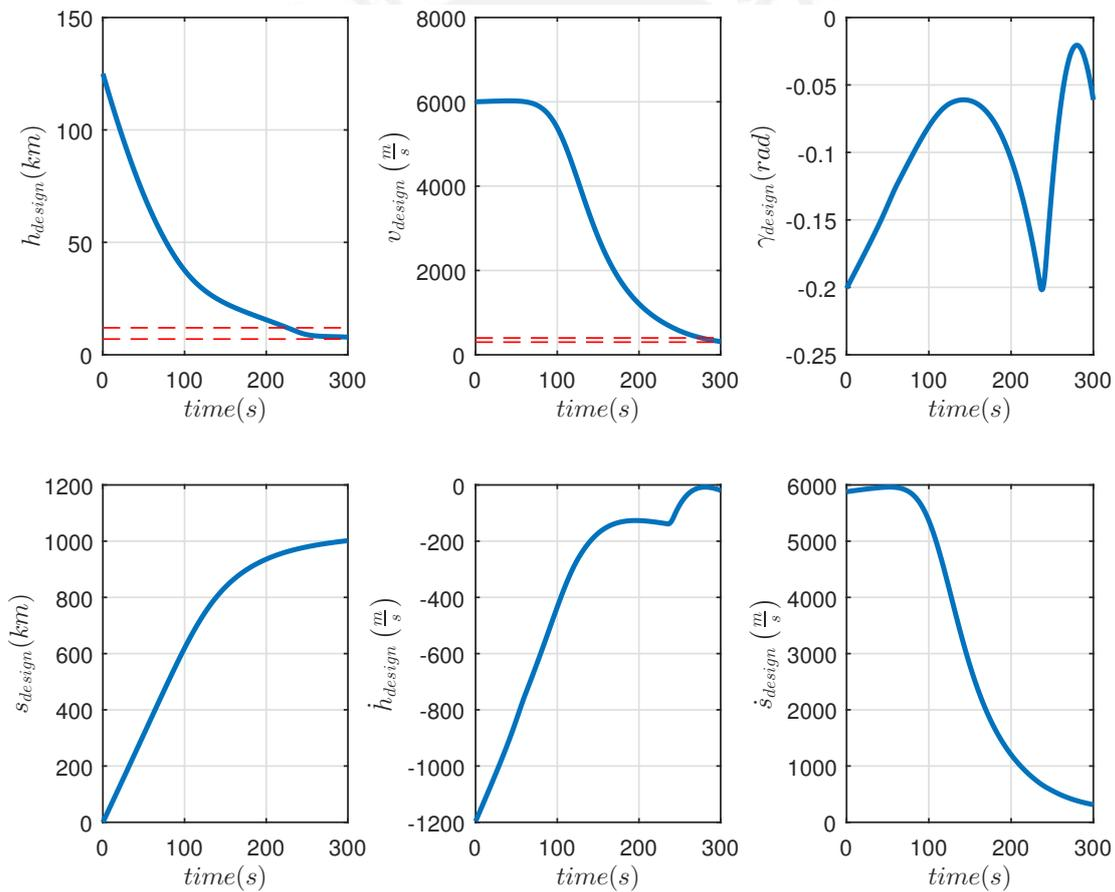 150
100
50
0
0 100 200 300
time(s)
h_design(km)
8000
6000
4000
2000
0
0 100 200 300
time(s)
v_design (m/s)
0
-0.05
-0.1
-0.15
-0.2
-0.25
0 100 200 300
time(s)
γ_design(rad)
1200
1000
800
600
400
200
0
0 100 200 300
time(s)
s_design(km)
0
-200
-400
-600
-800
-1000
-1200
0 100 200 300
time(s)
ḣ_design (m/s)
6000
5000
4000
3000
2000
1000
0
0 100 200 300
time(s)
ṡ_design (m/s)